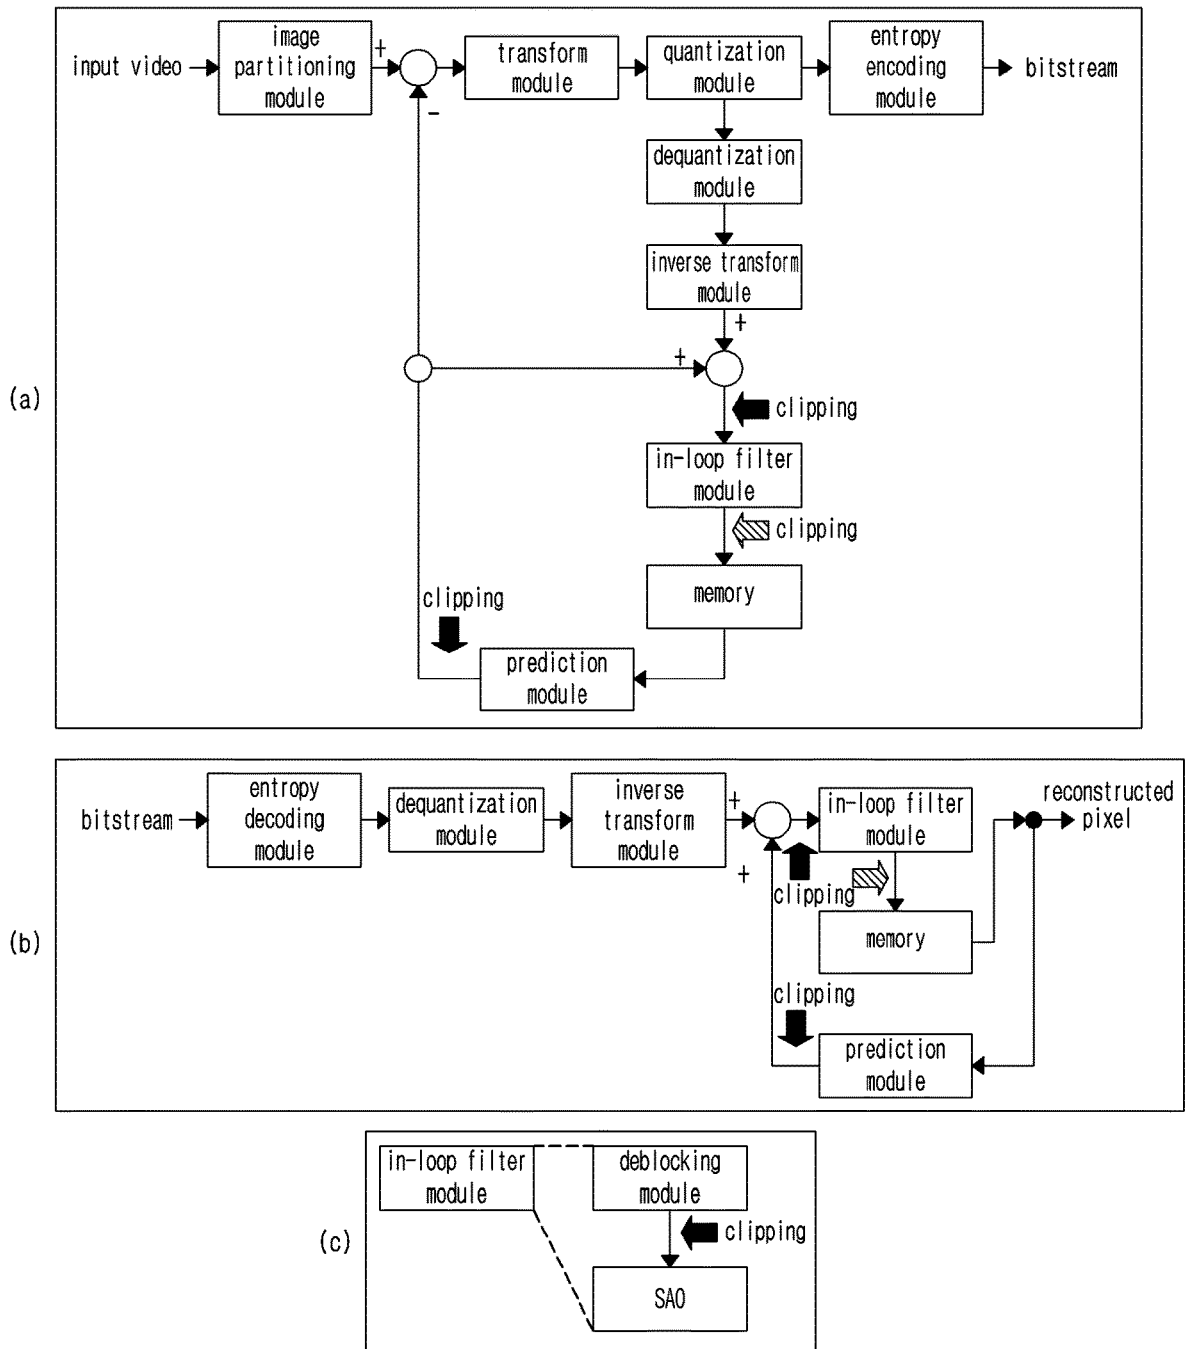 input video
image
partitioning
module
+
-
transform
module
quantization
module
entropy
encoding
module
bitstream
dequantization
module
inverse transform
module
+
+
(a)
clipping
in-loop filter
module
clipping
memory
clipping
prediction
module
(b)
bitstream
entropy
decoding
module
dequantization
module
inverse
transform
module
+
+
in-loop filter
module
reconstructed
pixel
clipping
memory
clipping
prediction
module
(c)
in-loop filter
module
deblocking
module
clipping
SAO